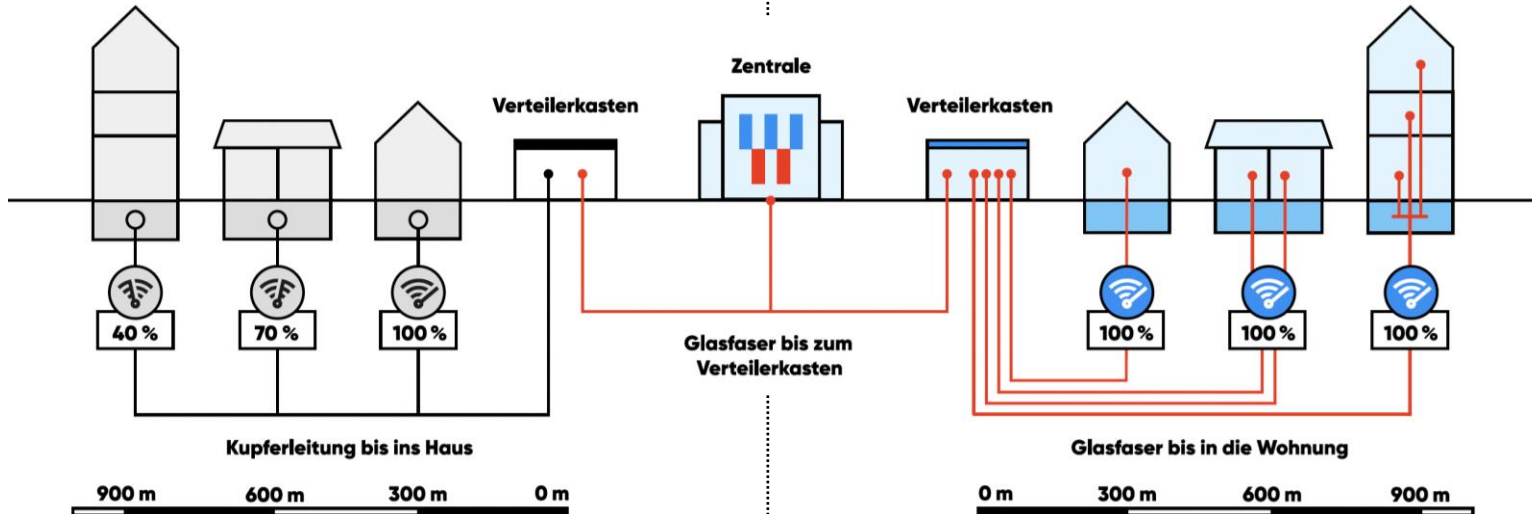 Zentrale
Verteilerkasten
Verteilerkasten
40 %
70 %
100 %
100 %
100 %
100 %
Glasfaser bis zum
Verteilerkasten
Kupferleitung bis ins Haus
Glasfaser bis in die Wohnung
900 m
600 m
300 m
0 m
0 m
300 m
600 m
900 m